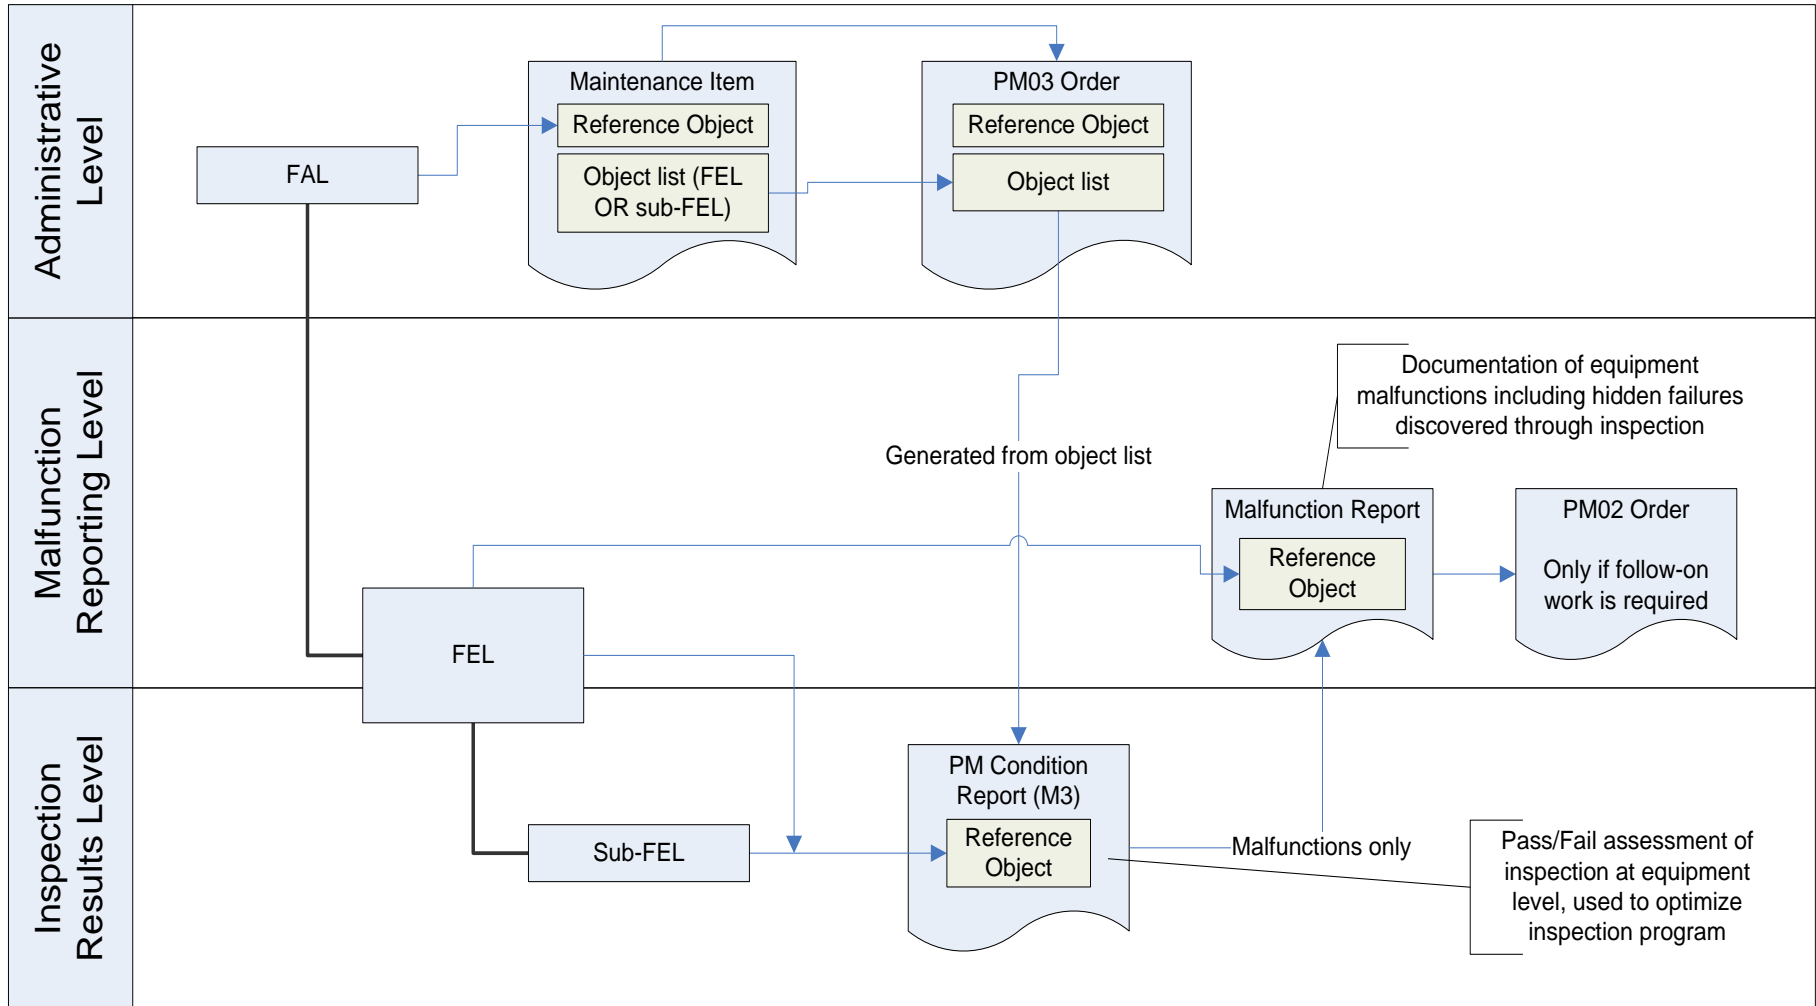 Administrative
Level
Maintenance Item
Reference Object
Object list (FEL
OR sub-FEL)
PM03 Order
Reference Object
Object list
FAL
Malfunction
Reporting Level
Documentation of equipment
malfunctions including hidden failures
discovered through inspection
Generated from object list
Malfunction Report
Reference
Object
PM02 Order
Only if follow-on
work is required
FEL
Inspection
Results Level
Sub-FEL
PM Condition
Report (M3)
Reference
Object
Malfunctions only
Pass/Fail assessment of
inspection at equipment
level, used to optimize
inspection program